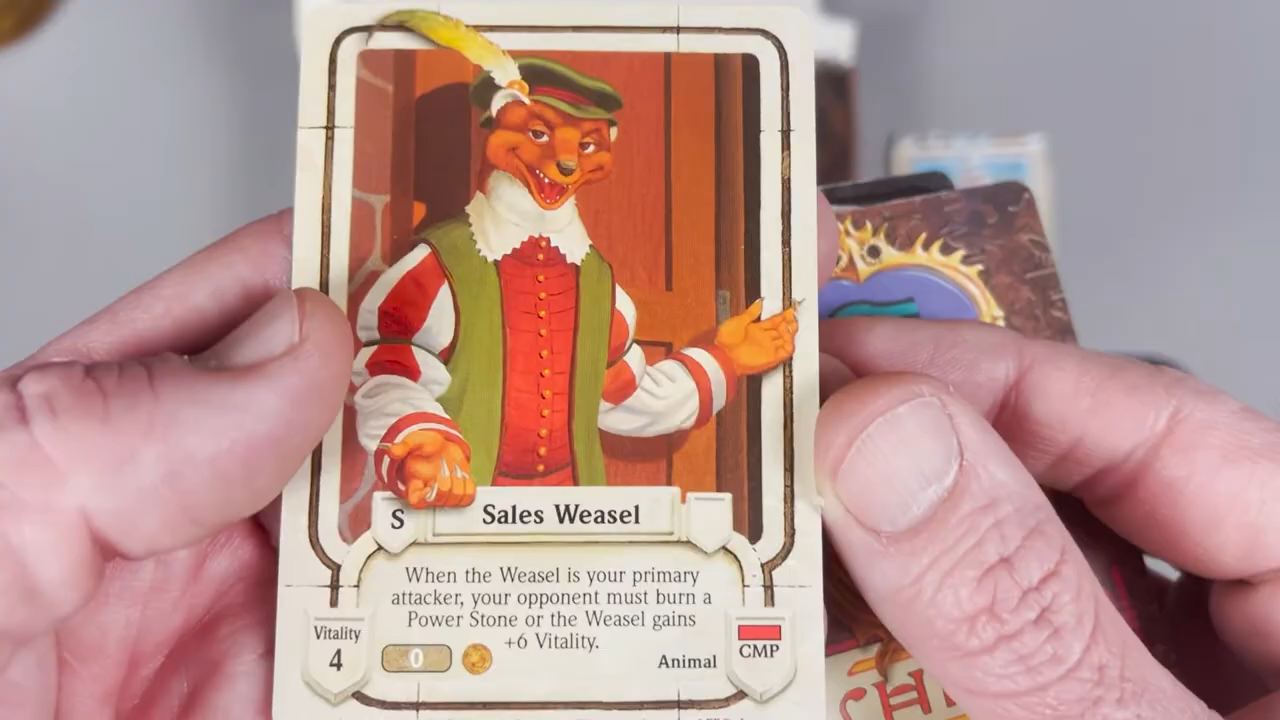 S
Sales Weasel
When the Weasel is your primary
attacker, your opponent must burn a
Power Stone or the Weasel gains
+6 Vitality.
Vitality
4
0
Animal
CMP